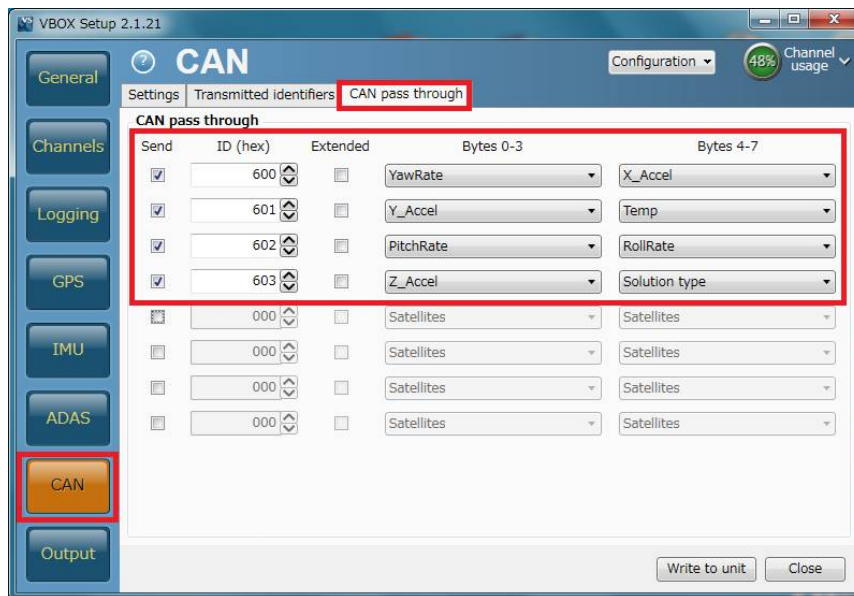 VBOX Setup 2.1.21
General
Channels
Logging
GPS
IMU
ADAS
CAN
Output
? CAN
Configuration
48% Channel usage
Settings Transmitted identifiers CAN pass through
CAN pass through
Send ID (hex) Extended Bytes 0-3 Bytes 4-7
600 YawRate X_Accel
601 Y_Accel Temp
602 PitchRate RollRate
603 Z_Accel Solution type
000 Satellites Satellites
000 Satellites Satellites
000 Satellites Satellites
000 Satellites Satellites
Write to unit Close